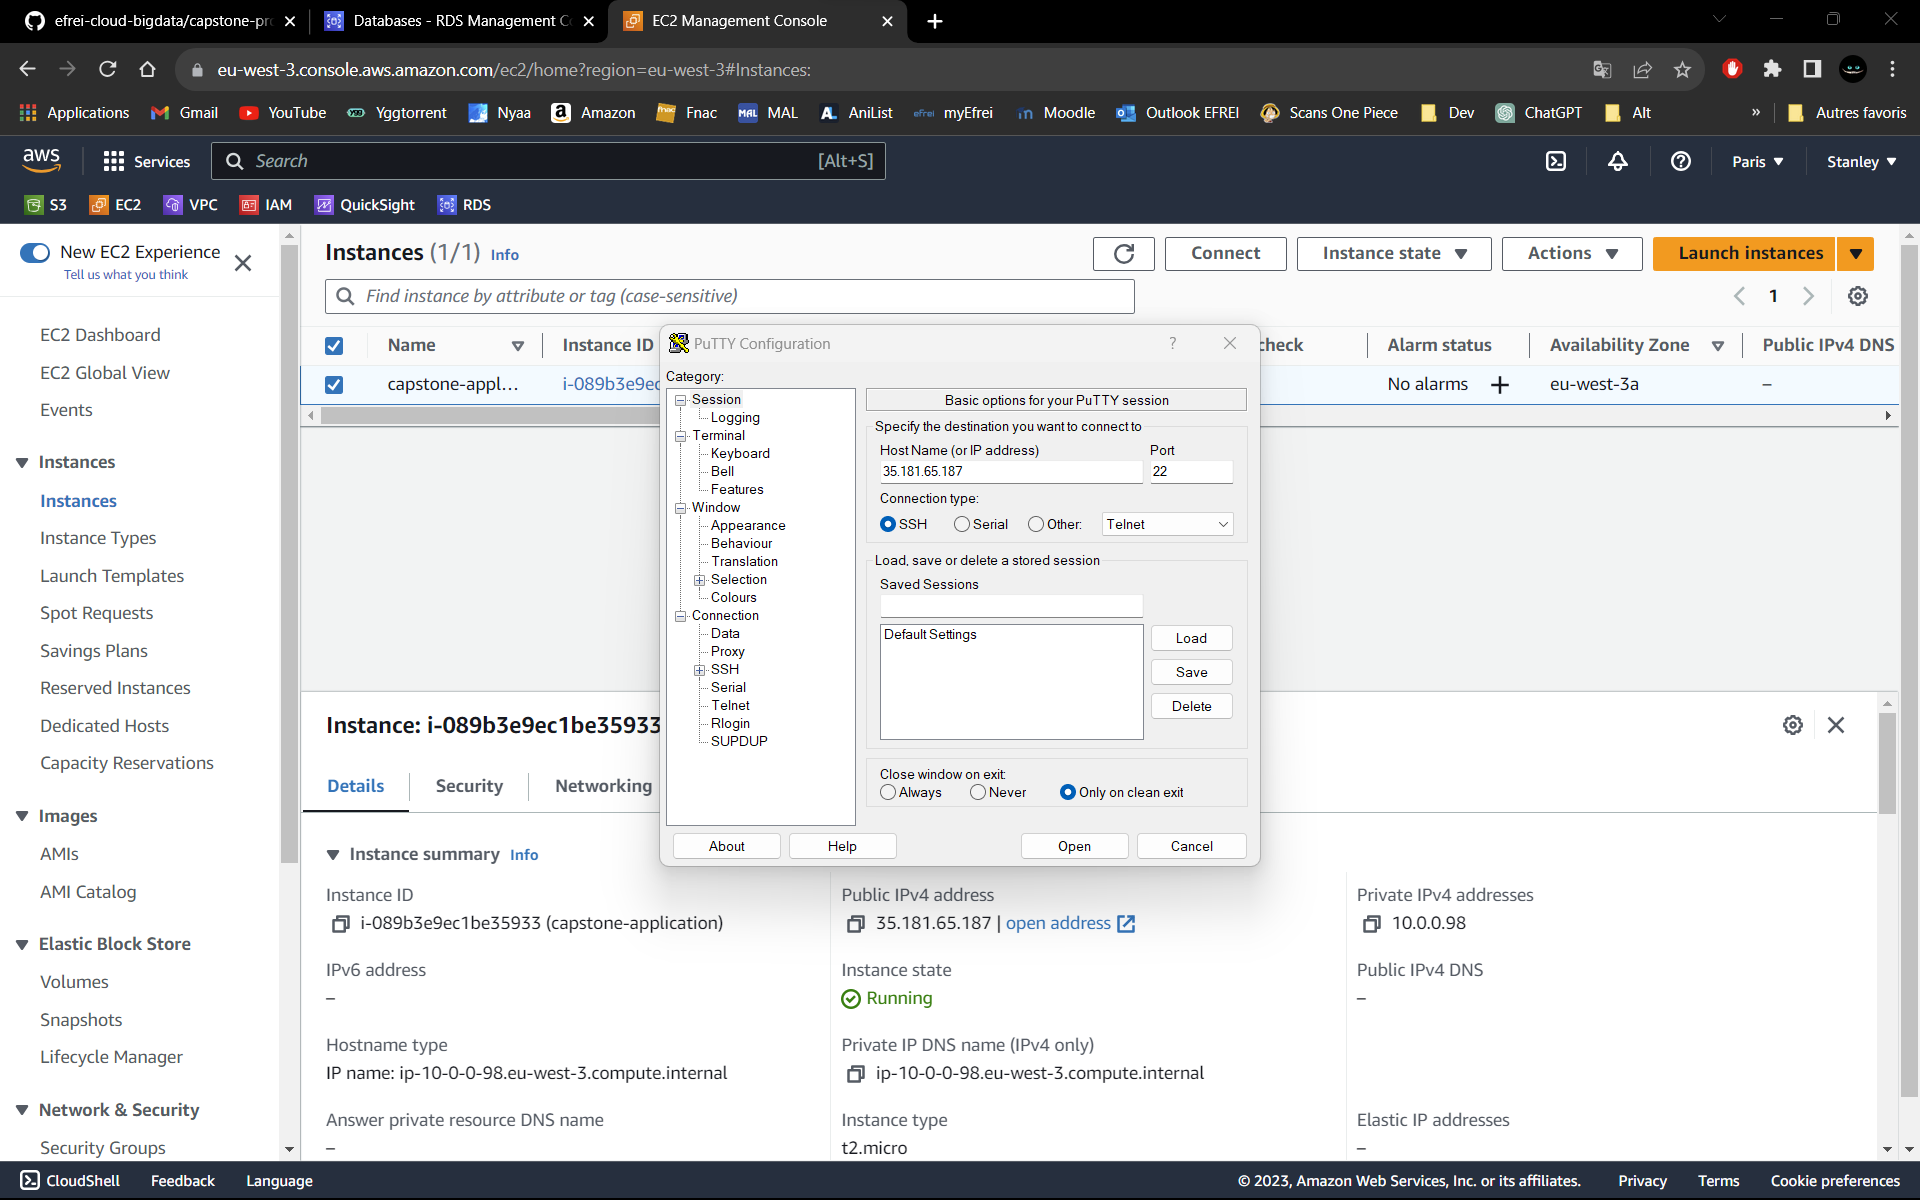 efrei-cloud-bigdata/capstone-pr
Databases - RDS Management C
EC2 Management Console
eu-west-3.console.aws.amazon.com/ec2/home?region=eu-west-3#Instances:
Applications
Gmail
YouTube
Yggtorrent
Nyaa
Amazon
Fnac
MAL
AniList
myEfrei
Moodle
Outlook EFREI
Scans One Piece
Dev
ChatGPT
Alt
»
Autres favoris
aws
Services
Search
[Alt+S]
Paris
Stanley
S3
EC2
VPC
IAM
QuickSight
RDS
New EC2 Experience
Tell us what you think
EC2 Dashboard
EC2 Global View
Events
Instances
Instances
Instance Types
Launch Templates
Spot Requests
Savings Plans
Reserved Instances
Dedicated Hosts
Capacity Reservations
Images
AMIs
AMI Catalog
Elastic Block Store
Volumes
Snapshots
Lifecycle Manager
Network & Security
Security Groups
Instances (1/1) Info
Connect
Instance state
Actions
Launch instances
Find instance by attribute or tag (case-sensitive)
1
Name
Instance ID
check
Alarm status
Availability Zone
Public IPv4 DNS
capstone-appl...
i-089b3e9ec
No alarms
eu-west-3a
–
PuTTY Configuration
?
Category:
Session
Logging
Terminal
Keyboard
Bell
Features
Window
Appearance
Behaviour
Translation
Selection
Colours
Connection
Data
Proxy
SSH
Serial
Telnet
Rlogin
SUPDUP
Basic options for your PuTTY session
Specify the destination you want to connect to
Host Name (or IP address)
Port
35.181.65.187
22
Connection type:
SSH
Serial
Other:
Telnet
Load, save or delete a stored session
Saved Sessions
Default Settings
Load
Save
Delete
Close window on exit:
Always
Never
Only on clean exit
About
Help
Open
Cancel
Instance: i-089b3e9ec1be35933
Details
Security
Networking
Instance summary Info
Instance ID
i-089b3e9ec1be35933 (capstone-application)
Public IPv4 address
35.181.65.187 | open address
Private IPv4 addresses
10.0.0.98
IPv6 address
–
Instance state
Running
Public IPv4 DNS
–
Hostname type
IP name: ip-10-0-0-98.eu-west-3.compute.internal
Private IP DNS name (IPv4 only)
ip-10-0-0-98.eu-west-3.compute.internal
Answer private resource DNS name
–
Instance type
t2.micro
Elastic IP addresses
–
CloudShell
Feedback
Language
© 2023, Amazon Web Services, Inc. or its affiliates.
Privacy
Terms
Cookie preferences